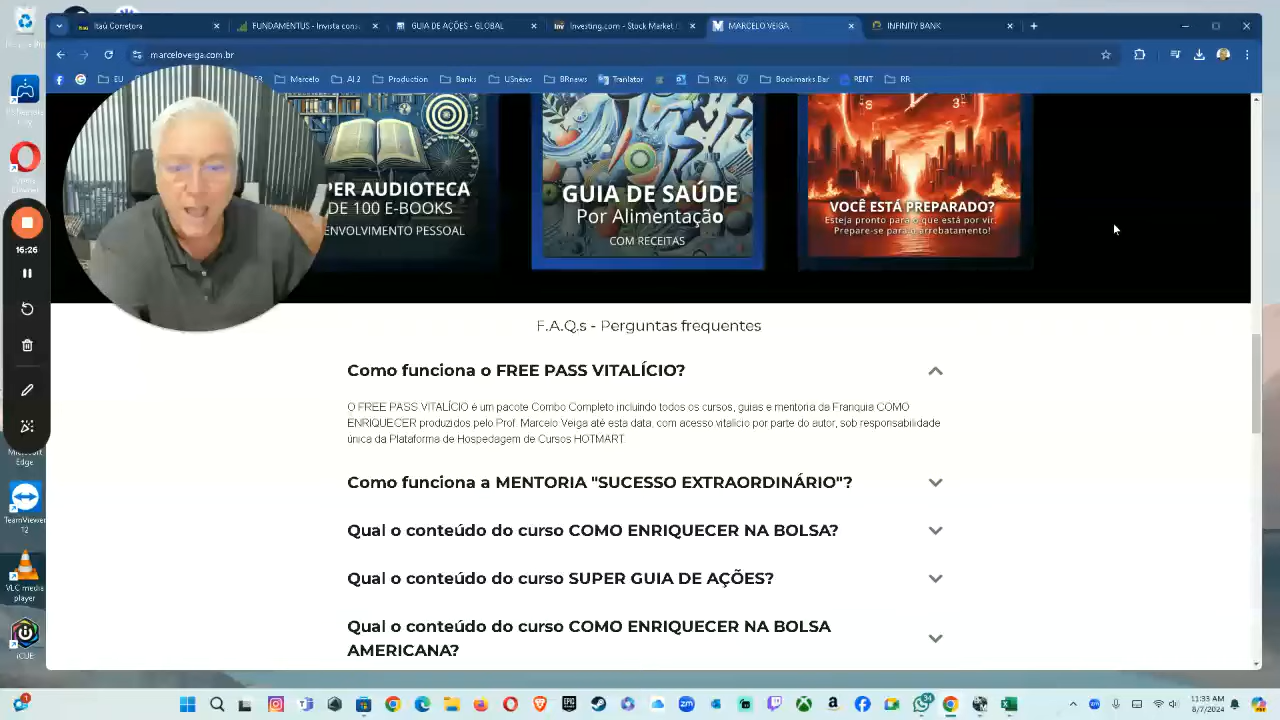 Itaú Corretora
FUNDAMENTUS - Invista cons
GUIA DE AÇÕES - GLOBAL
Investing.com - Stock Market
MARCELO VEIGA
INFINITY BANK
marceloveiga.com.br
EU
Marcelo
AI 2
Production
Banks
USnews
BRnews
Tranlator
RVs
Bookmarks Bar
RENT
RR
PER AUDIOTECA
DE 100 E-BOOKS
ENVOLVIMENTO PESSOAL
GUIA DE SAÚDE
Por Alimentação
COM RECEITAS
VOCÊ ESTÁ PREPARADO?
Esteja pronto para o que está por vir.
Prepare-se para o arrebatamento!
16:26
F.A.Q.s - Perguntas frequentes
Como funciona o FREE PASS VITALÍCIO?
O FREE PASS VITALÍCIO é um pacote Combo Completo incluindo todos os cursos, guias e mentoria da Franquia COMO
ENRIQUECER produzidos pelo Prof. Marcelo Veiga até esta data, com acesso vitalício por parte do autor, sob responsabilidade
única da Plataforma de Hospedagem de Cursos HOTMART.
Como funciona a MENTORIA "SUCESSO EXTRAORDINÁRIO"?
Qual o conteúdo do curso COMO ENRIQUECER NA BOLSA?
Qual o conteúdo do curso SUPER GUIA DE AÇÕES?
Qual o conteúdo do curso COMO ENRIQUECER NA BOLSA
AMERICANA?
Edge
TeamViewer
12
VLC media
player
iCUE
34
11:33 AM
8/7/2024